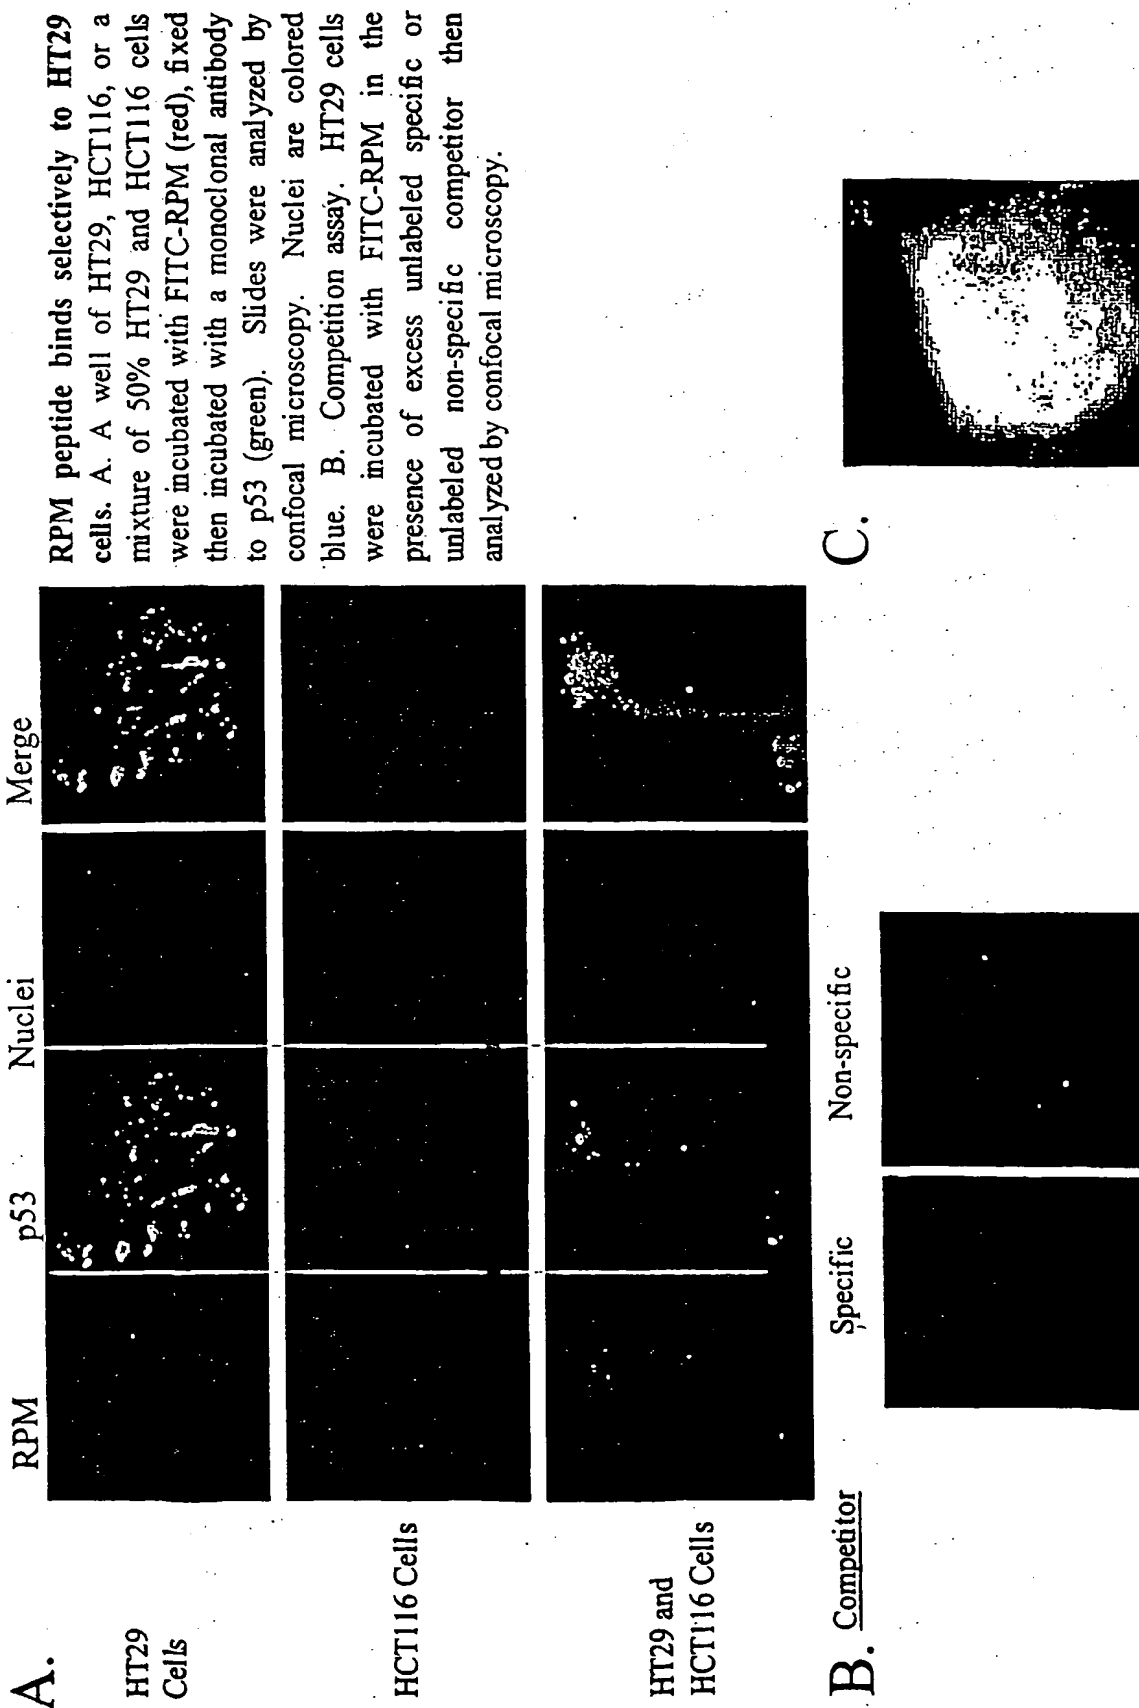 A.
RPM
p53
Nuclei
Merge
HT29
Cells
HCT116 Cells
HT29 and
HCT116 Cells
RPM peptide binds selectively to HT29
cells. A. A well of HT29, HCT116, or a
mixture of 50% HT29 and HCT116 cells
were incubated with FITC-RPM (red), fixed
then incubated with a monoclonal antibody
to p53 (green). Slides were analyzed by
confocal microscopy. Nuclei are colored
blue. B. Competition assay. HT29 cells
were incubated with FITC-RPM in the
presence of excess unlabeled specific or
unlabeled non-specific competitor then
analyzed by confocal microscopy.
B. Competitor
Specific
Non-specific
C.